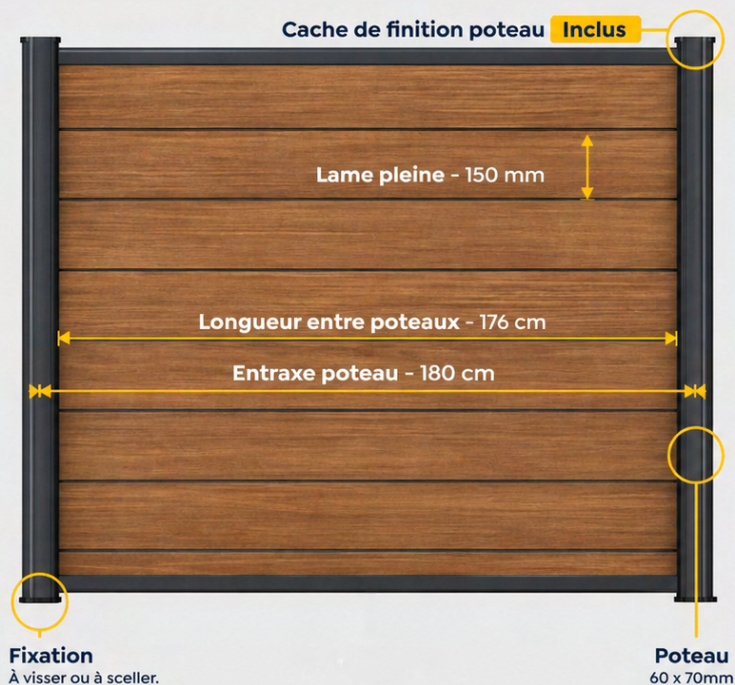 Cache de finition poteau Inclus
Lame pleine - 150 mm
Longueur entre poteaux - 176 cm
Entraxe poteau - 180 cm
Fixation
À visser ou à sceller.
Poteau
60 x 70mm